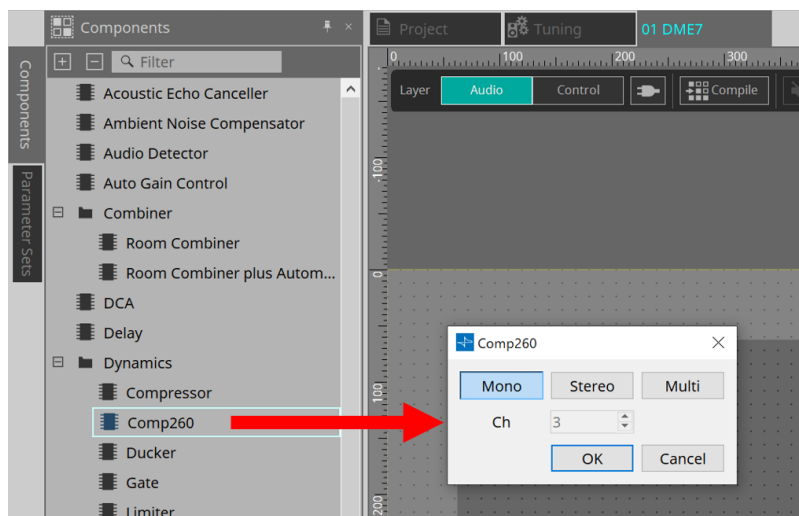 Components
Project
Tuning
01 DME7
Filter
0
100
200
300
Components
Parameter Sets
Layer
Audio
Control
Compile
Acoustic Echo Canceller
Ambient Noise Compensator
Audio Detector
Auto Gain Control
Combiner
Room Combiner
Room Combiner plus Autom...
DCA
Delay
Dynamics
Compressor
Comp260
Ducker
Gate
Limiter
-100
0
100
200
Comp260
Mono Stereo Multi
Ch 3
OK Cancel